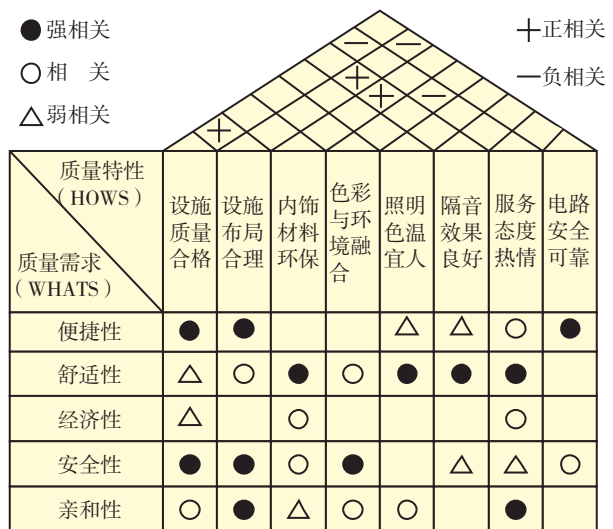 强相关
相 关
弱相关
正相关
负相关
质量特性
(HOWS)
质量需求
(WHATS)
设施
质量
合格
设施
布局
合理
内饰
材料
环保
色彩
与环
境融
合
照明
色温
宜人
隔音
效果
良好
服务
态度
热情
电路
安全
可靠
便捷性
舒适性
经济性
安全性
亲和性